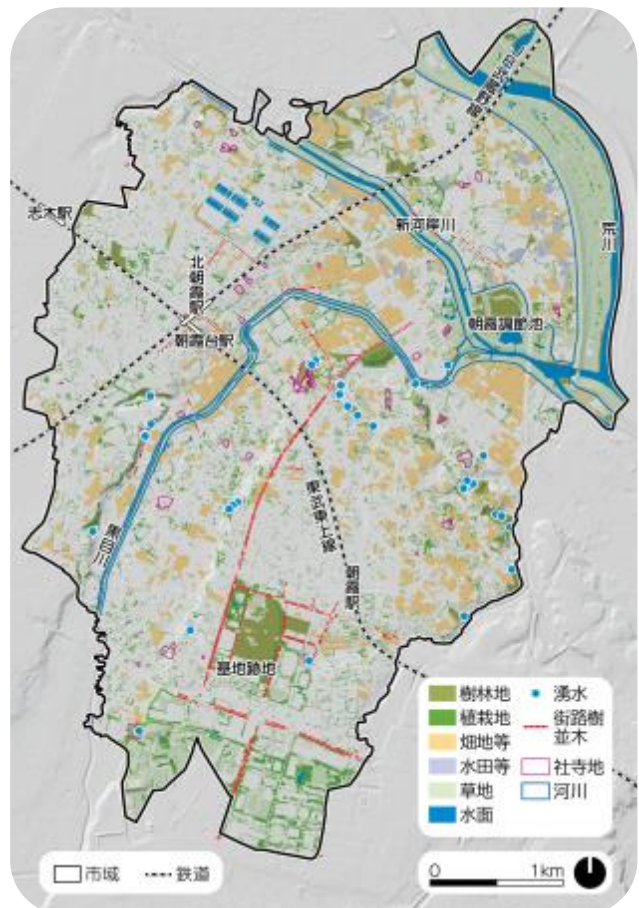 志木駅
北朝霞駅
朝霞台駅
新河岸川
荒川
朝霞調節池
黒目川
東武東上線
朝霞駅
基地跡地
樹林地
植栽地
畑地等
水田等
草地
水面
湧水
街路樹
並木
社寺地
河川
市域
鉄道
0
1km